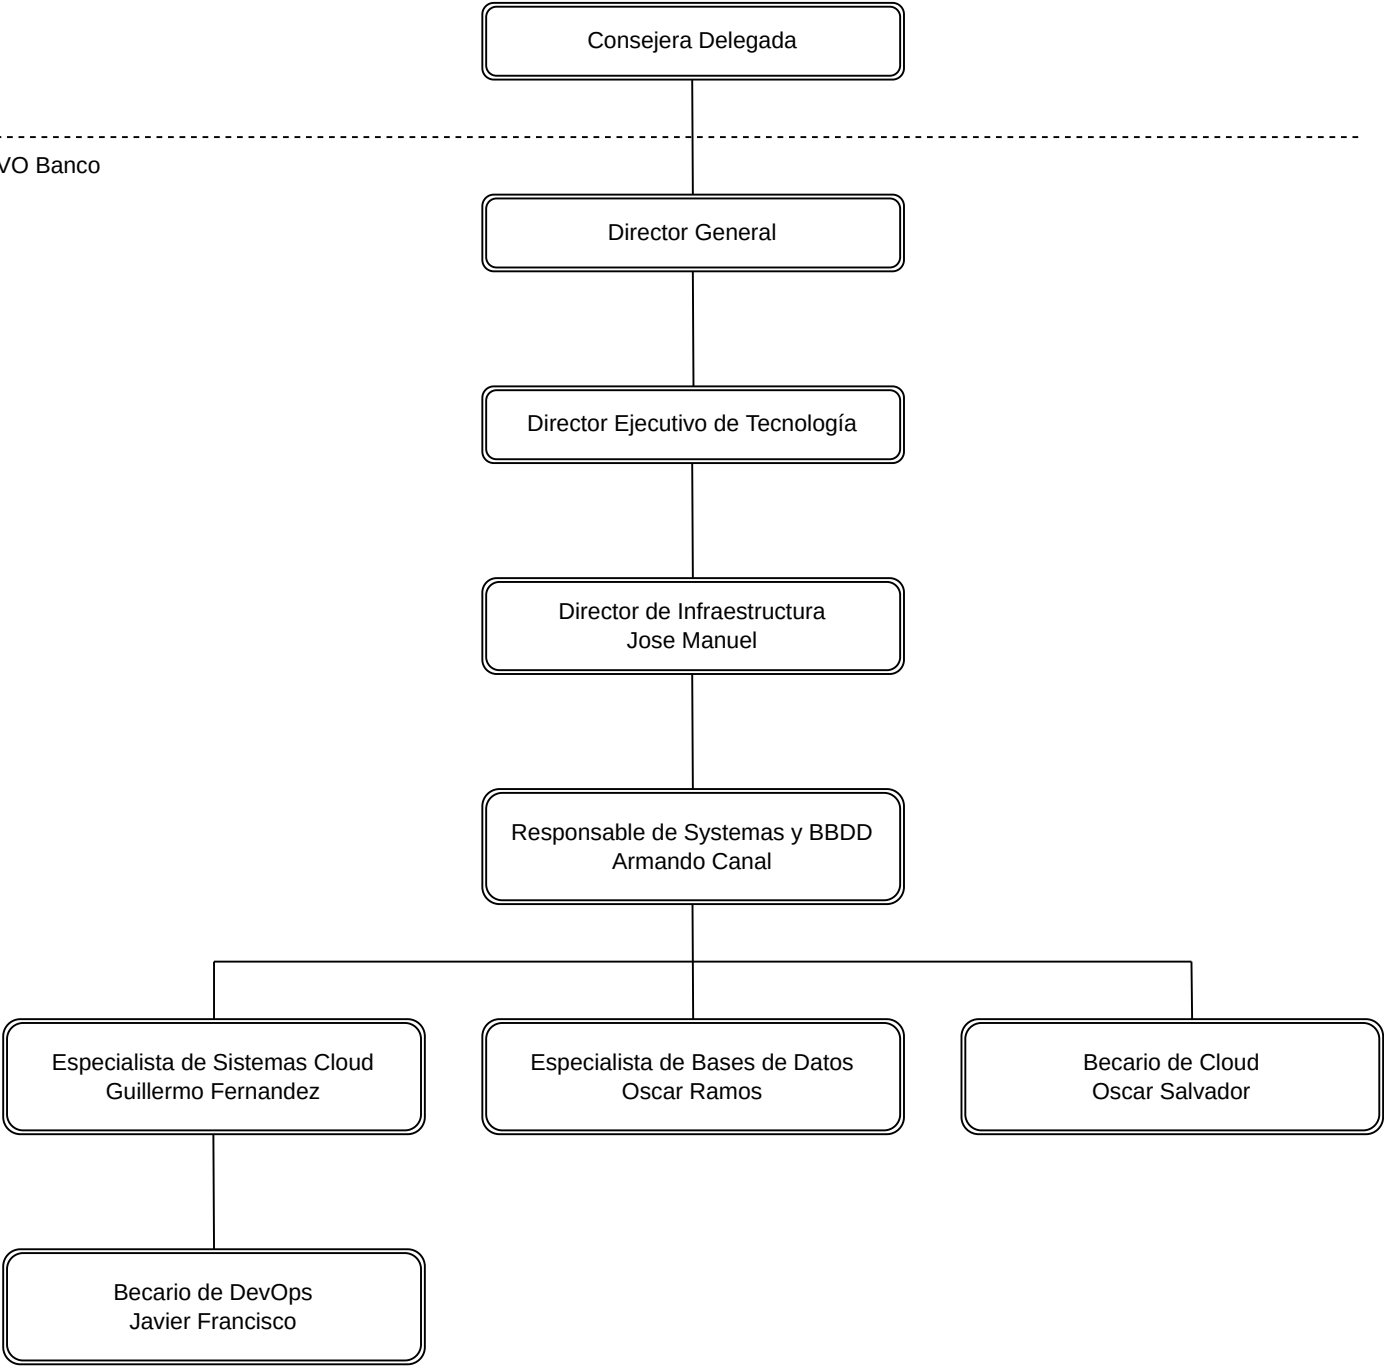 Consejera Delegada
VO Banco
Director General
Director Ejecutivo de Tecnología
Director de Infraestructura
Jose Manuel
Responsable de Systemas y BBDD
Armando Canal
Especialista de Sistemas Cloud
Guillermo Fernandez
Especialista de Bases de Datos
Oscar Ramos
Becario de Cloud
Oscar Salvador
Becario de DevOps
Javier Francisco